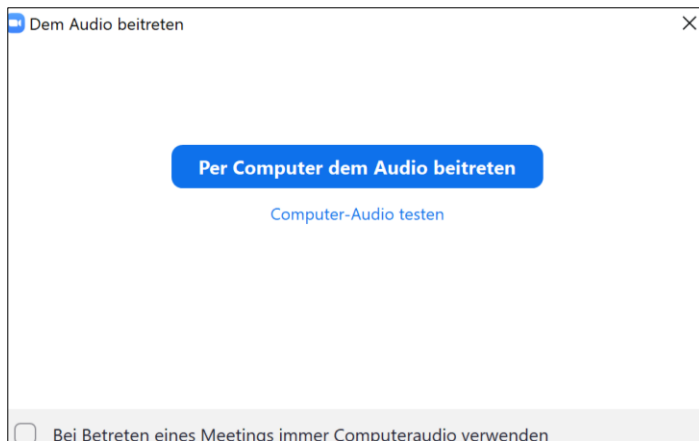 Dem Audio beitreten
Per Computer dem Audio beitreten
Computer-Audio testen
Bei Betreten eines Meetings immer Computeraudio verwenden